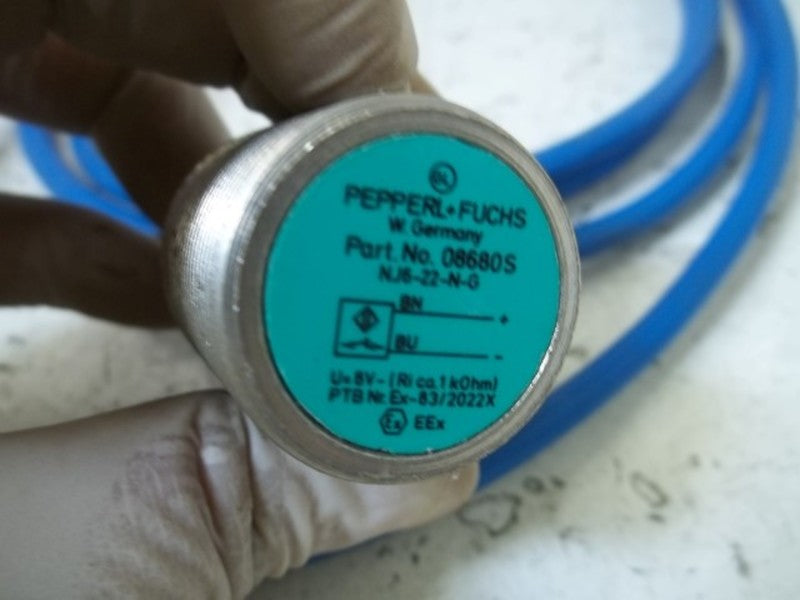 PEPPERL+FUCHS
W. Germany
Part. No. 08680S
NJ6-22-N-G
BN +
BU -
U= 8V- (Ri ca. 1 kOhm)
PTB Nr. Ex-83/2022X
Ex EEx